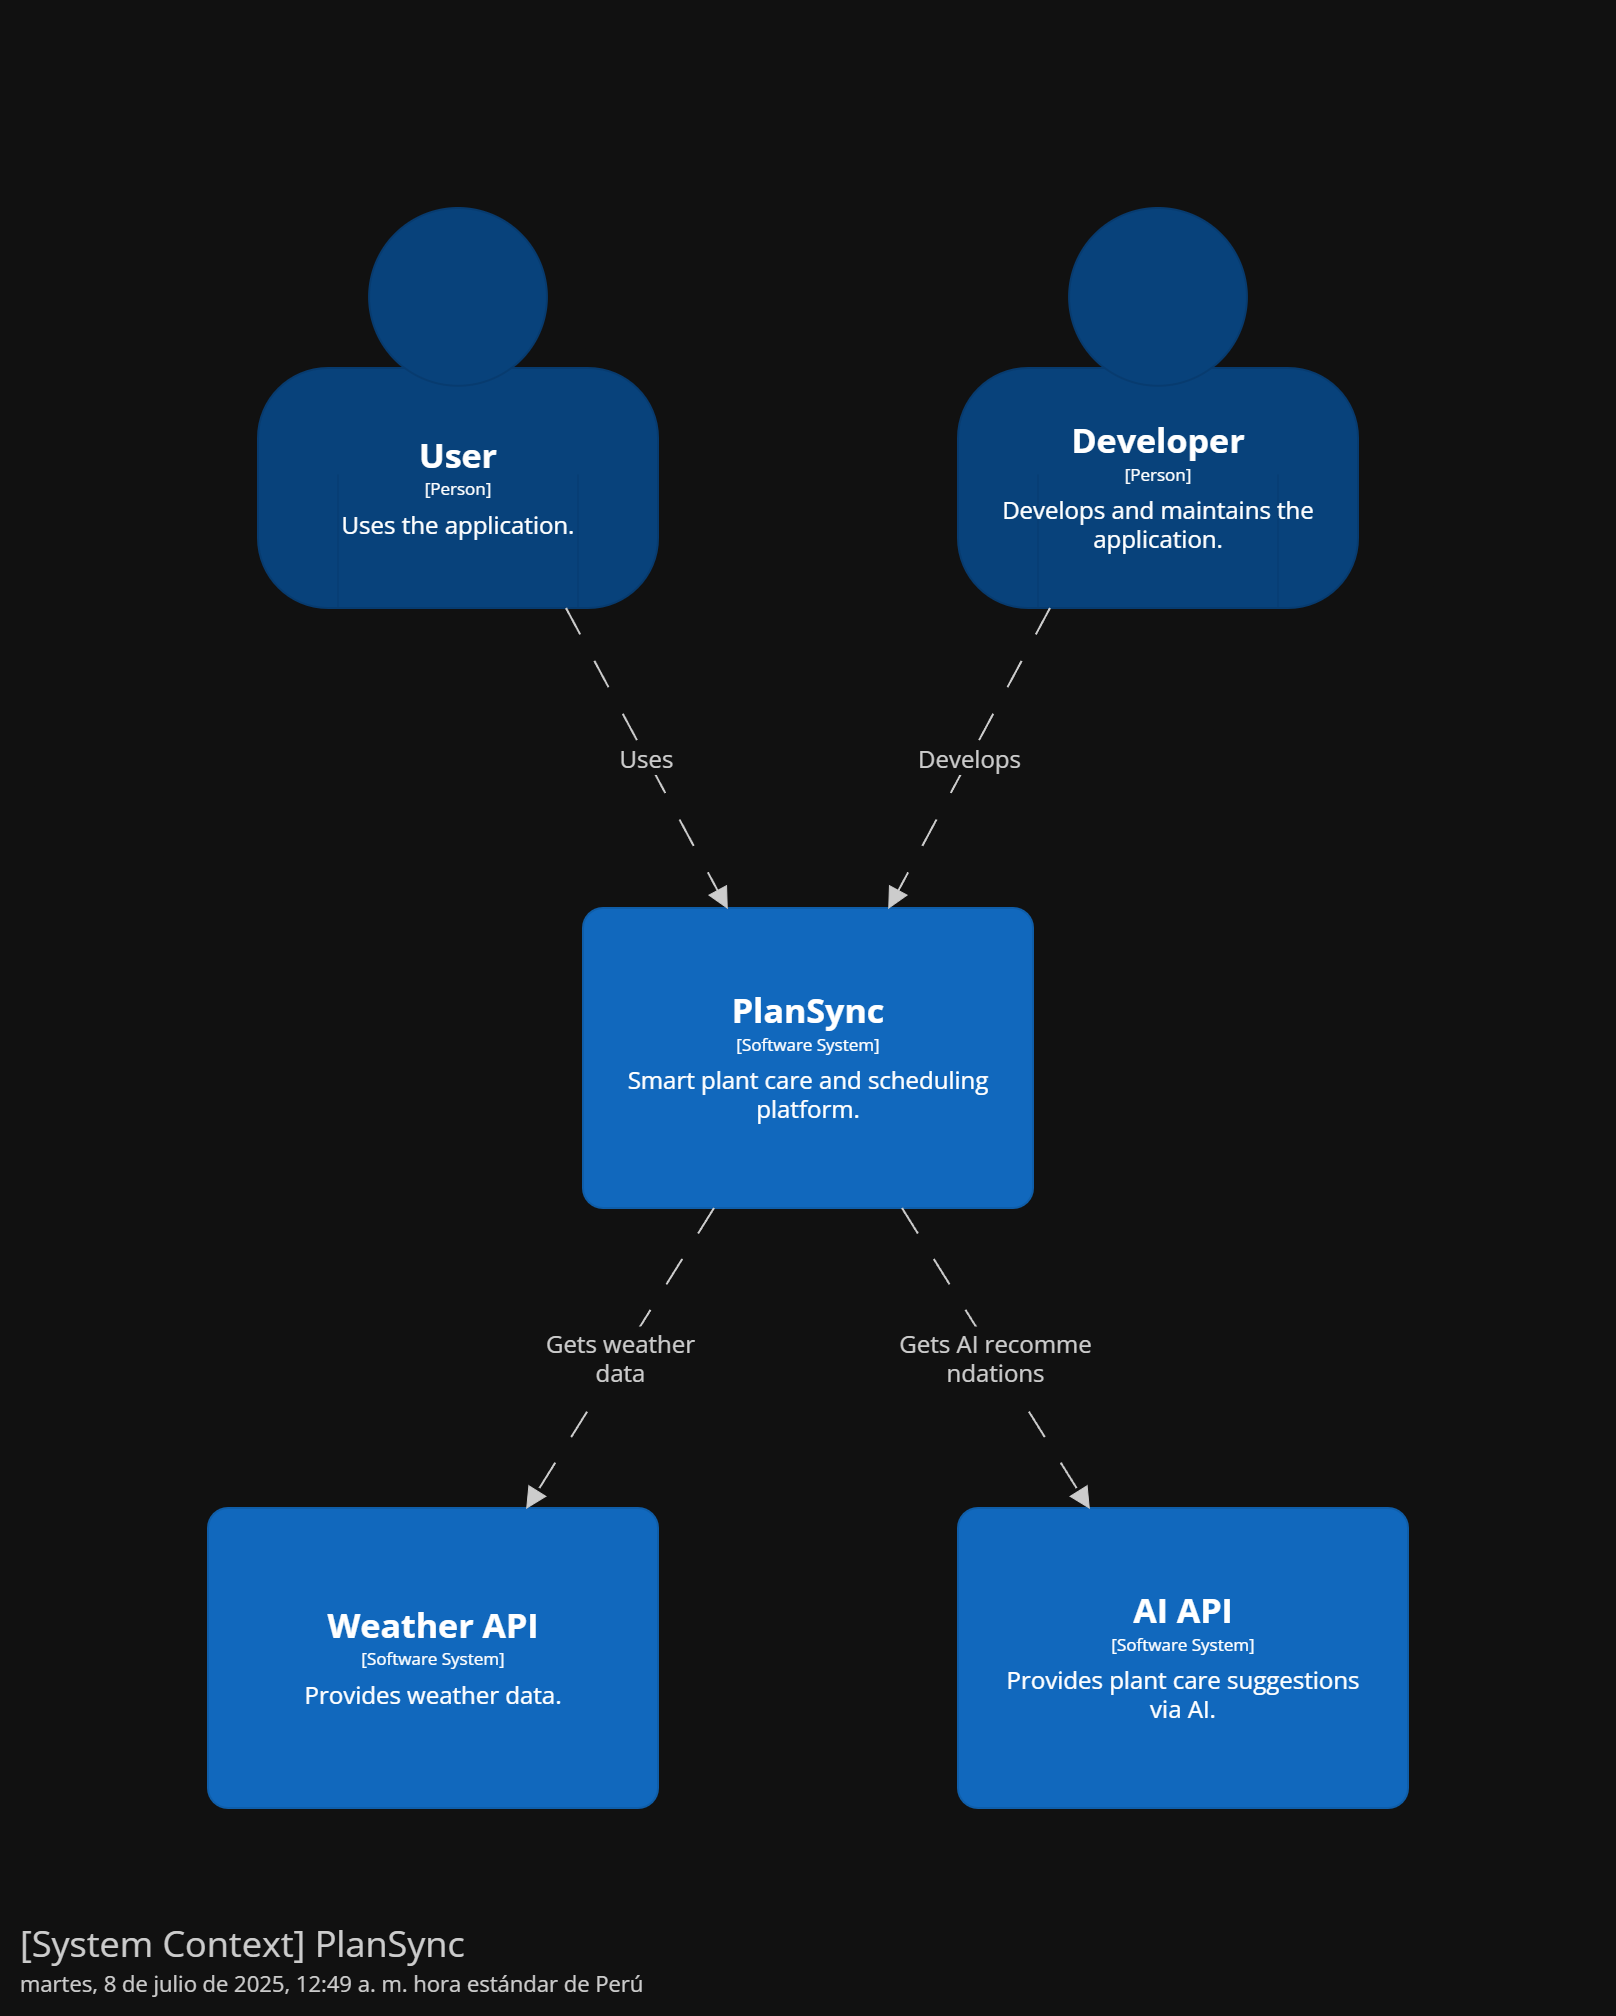 User
[Person]
Uses the application.
Developer
[Person]
Develops and maintains the
application.
Uses
Develops
PlanSync
[Software System]
Smart plant care and scheduling
platform.
Gets weather
data
Gets AI recomme
ndations
Weather API
[Software System]
Provides weather data.
AI API
[Software System]
Provides plant care suggestions
via AI.
[System Context] PlanSync
martes, 8 de julio de 2025, 12:49 a. m. hora estándar de Perú